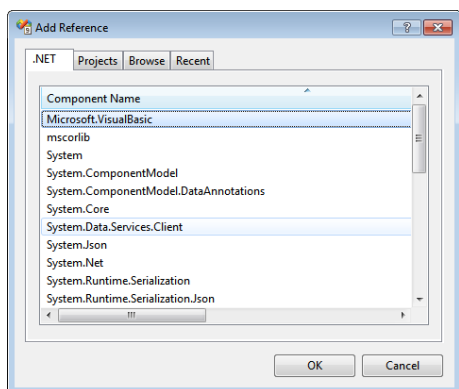 Add Reference
.NET Projects Browse Recent
Component Name
Microsoft.VisualBasic
mscorlib
System
System.ComponentModel
System.ComponentModel.DataAnnotations
System.Core
System.Data.Services.Client
System.Json
System.Net
System.Runtime.Serialization
System.Runtime.Serialization.Json
OK Cancel